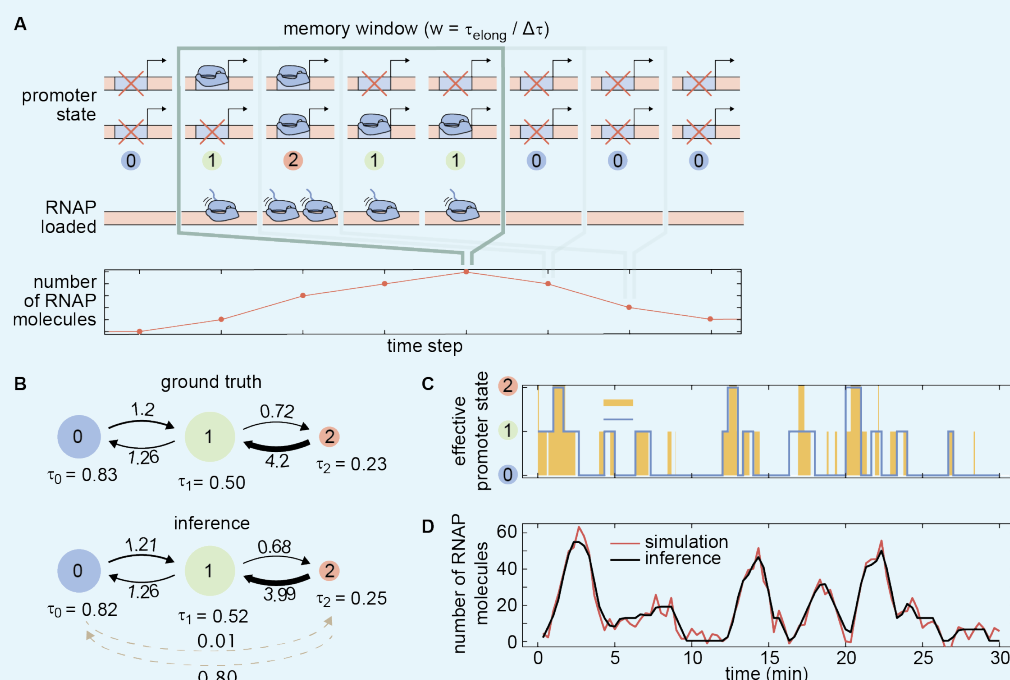 A
memory window (w = τelong / Δτ)
promoter
state
0 1 2 1 1 0 0 0
RNAP
loaded
number
of RNAP
molecules
time step
B
ground truth
0 1.2 1.26 1 0.72 4.2 2
τ0 = 0.83
τ1= 0.50
τ2 = 0.23
inference
0 1.21 1.26 1 0.68 3.99 2
τ0 = 0.82
τ1= 0.52
τ2 = 0.25
0.01
0.80
C
effective
promoter state
2
1
0
D
number of RNAP
molecules
60
40
20
0
simulation
inference
0 5 10 15 20 25 30
time (min)